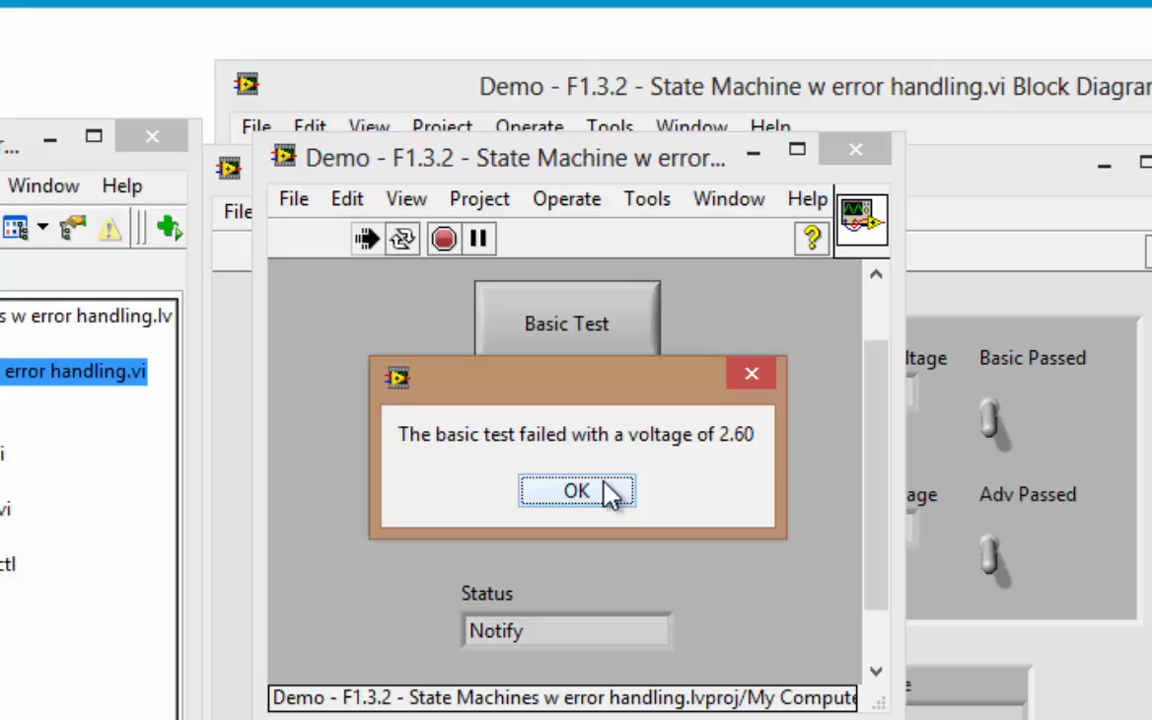 Demo - F1.3.2 - State Machine w error handling.vi Block Diagram
File Edit View Project Operate Tools Window Help
r...
Window Help
File
Demo - F1.3.2 - State Machine w error...
File Edit View Project Operate Tools Window Help
s w error handling.lv
error handling.vi
i
vi
ctl
Basic Test
The basic test failed with a voltage of 2.60
OK
Status
Notify
ltage Basic Passed
age Adv Passed
e
Demo - F1.3.2 - State Machines w error handling.lvproj/My Compute